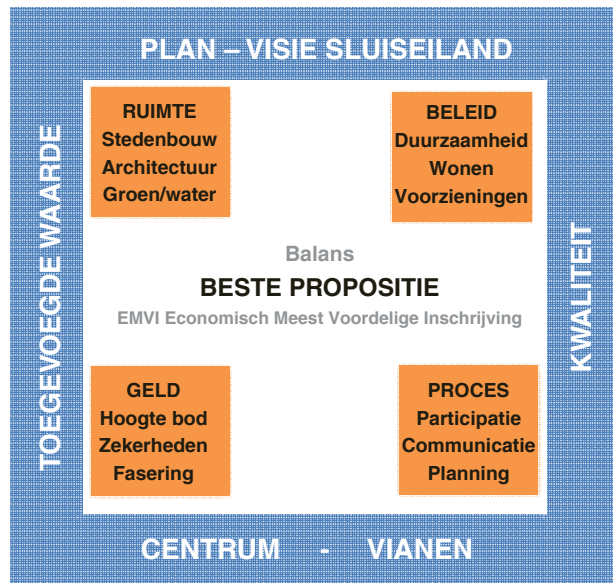 PLAN – VISIE SLUISEILAND
TOEGEVOEGDE WAARDE
RUIMTE
Stedenbouw
Architectuur
Groen/water
BELEID
Duurzaamheid
Wonen
Voorzieningen
KWALITEIT
Balans
BESTE PROPOSITIE
EMVI Economisch Meest Voordelige Inschrijving
GELD
Hoogte bod
Zekerheden
Fasering
PROCES
Participatie
Communicatie
Planning
CENTRUM - VIANEN